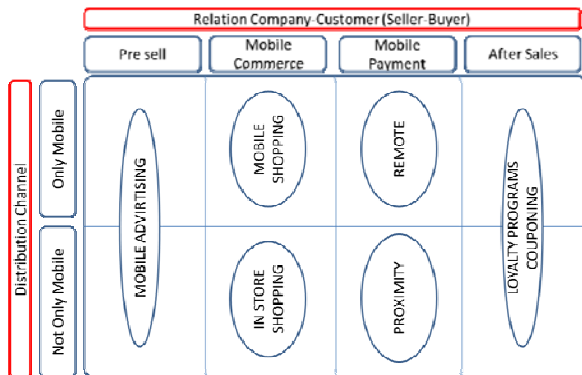 Relation Company-Customer (Seller-Buyer)
Pre sell
Mobile
Commerce
Mobile
Payment
After Sales
Distribution Channel
Only Mobile
Not Only Mobile
MOBILE ADVIRTISING
MOBILE
SHOPPING
REMOTE
LOYALTY PROGRAMS
COUPONING
IN STORE
SHOPPING
PROXIMITY